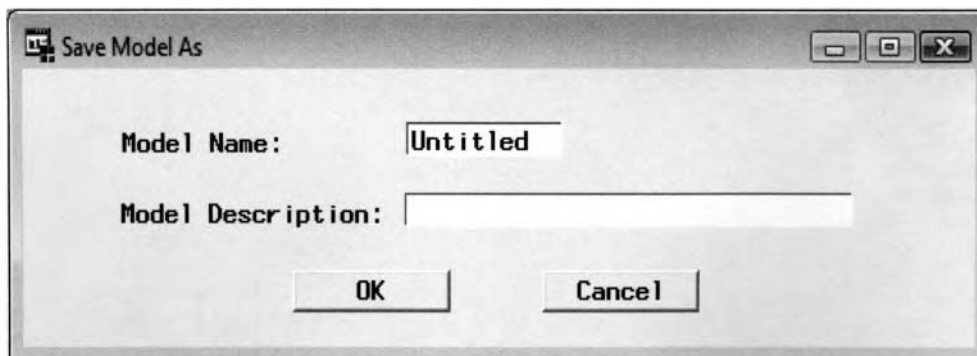 Save Model As
Model Name: Untitled
Model Description:
OK Cancel